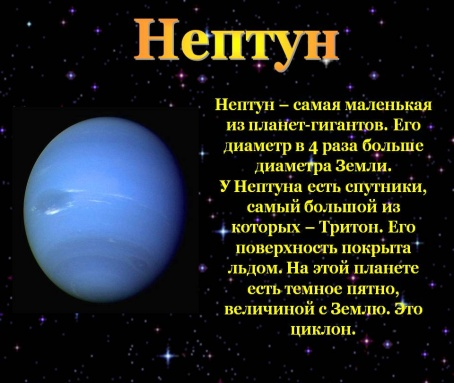 Нептун
Нептун – самая маленькая
из планет-гигантов. Его
диаметр в 4 раза больше
диаметра Земли.
У Нептуна есть спутники,
самый большой из
которых – Тритон. Его
поверхность покрыта
льдом. На этой планете
есть темное пятно,
величиной с Землю. Это
циклон.